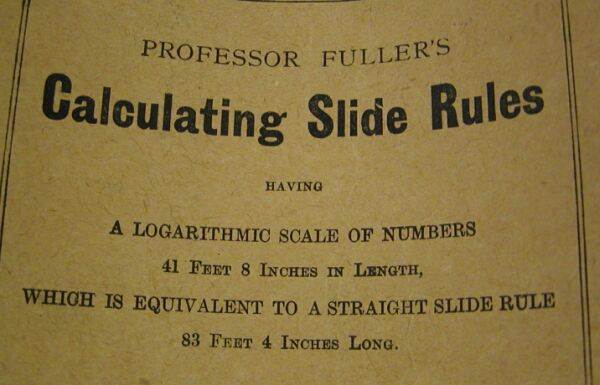 PROFESSOR FULLER'S
Calculating Slide Rules
HAVING
A LOGARITHMIC SCALE OF NUMBERS
41 FEET 8 INCHES IN LENGTH,
WHICH IS EQUIVALENT TO A STRAIGHT SLIDE RULE
83 FEET 4 INCHES LONG.